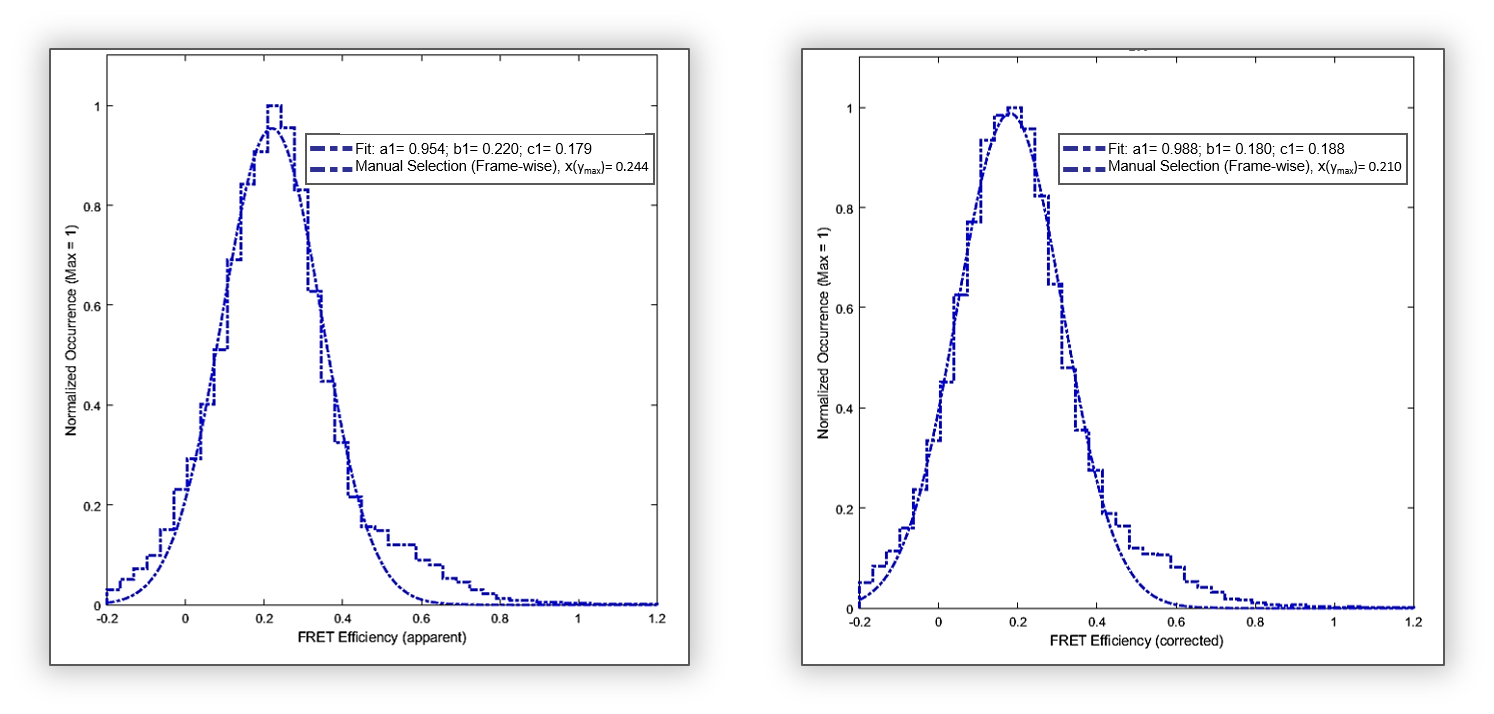 Normalized Occurrence (Max = 1)
1
0.8
0.6
0.4
0.2
0
Fit: a1= 0.954; b1= 0.220; c1= 0.179
Manual Selection (Frame-wise), x(ymax)= 0.244
-0.2 0 0.2 0.4 0.6 0.8 1 1.2
FRET Efficiency (apparent)
Normalized Occurrence (Max = 1)
1
0.8
0.6
0.4
0.2
0
Fit: a1= 0.988; b1= 0.180; c1= 0.188
Manual Selection (Frame-wise), x(ymax)= 0.210
-0.2 0 0.2 0.4 0.6 0.8 1 1.2
FRET Efficiency (corrected)